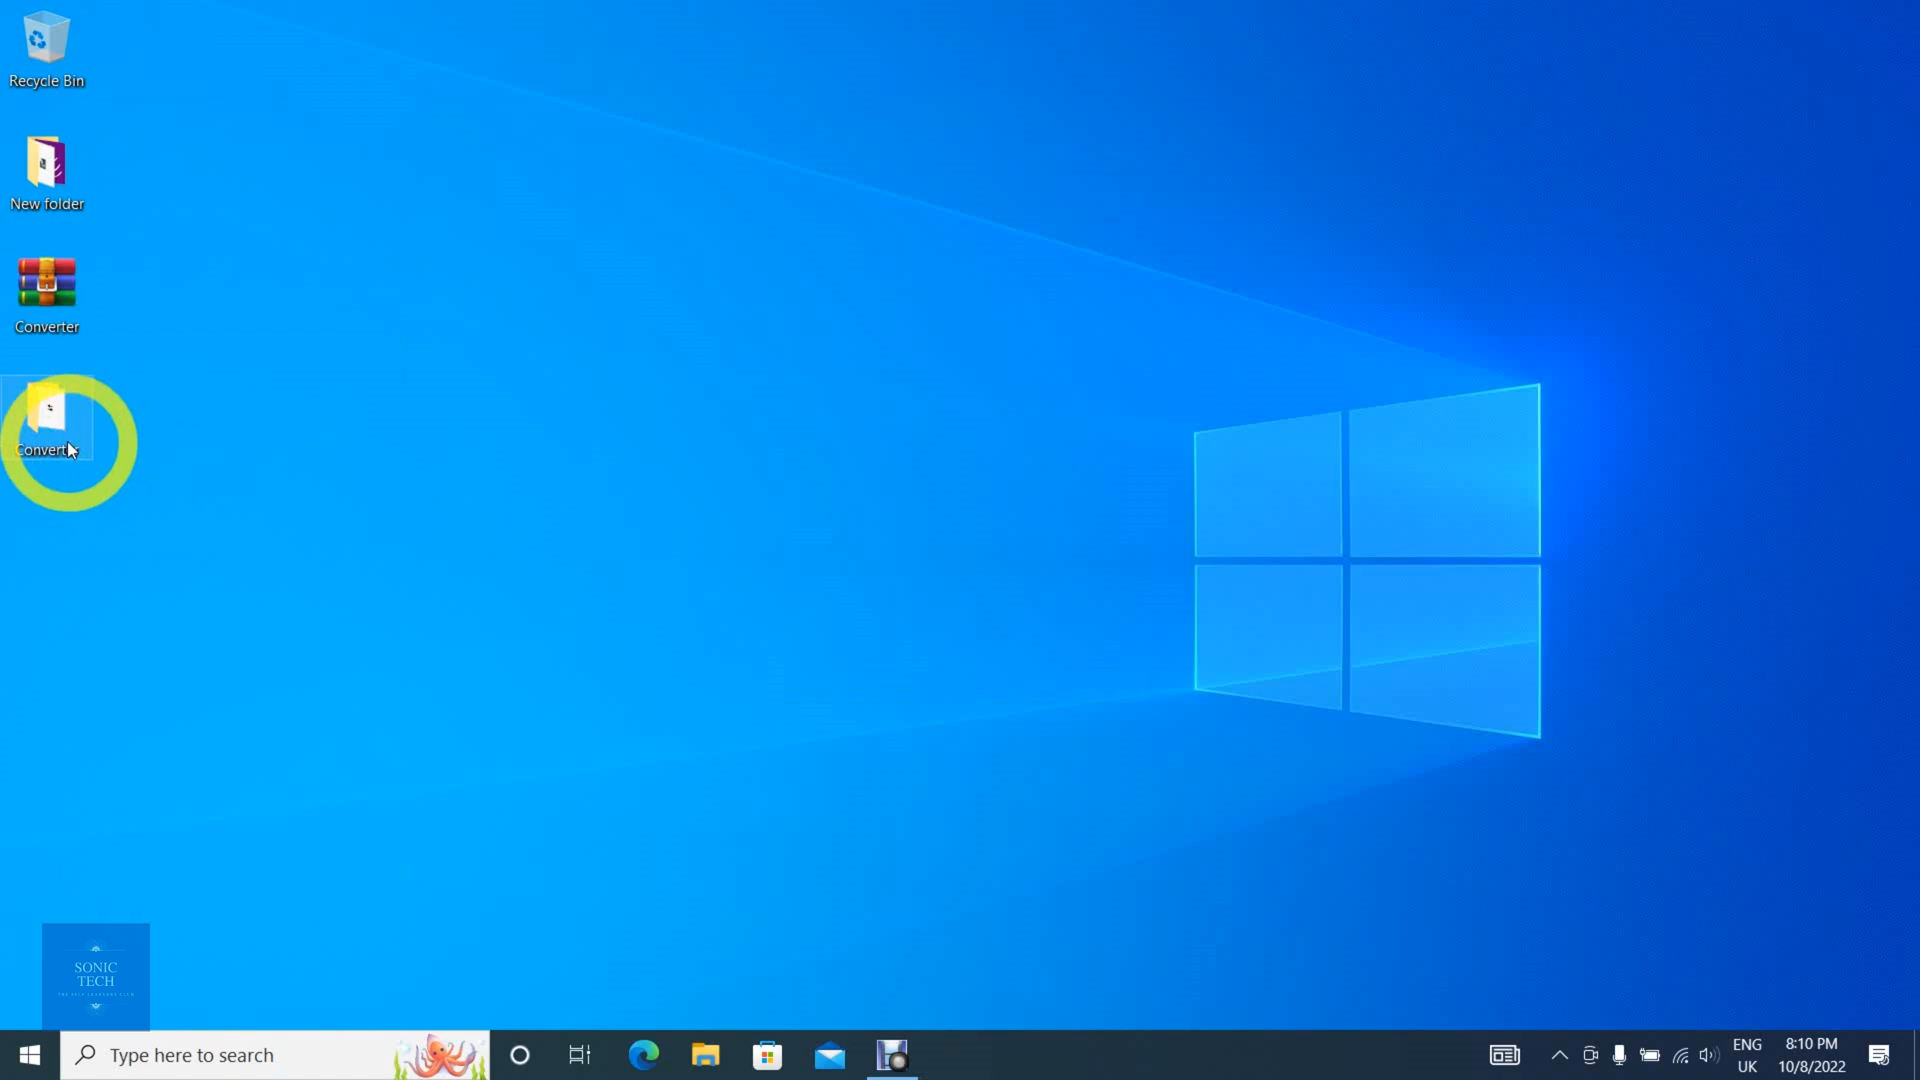 Recycle Bin
New folder
Converter
Converter
SONIC
TECH
Type here to search
ENG
UK
8:10 PM
10/8/2022